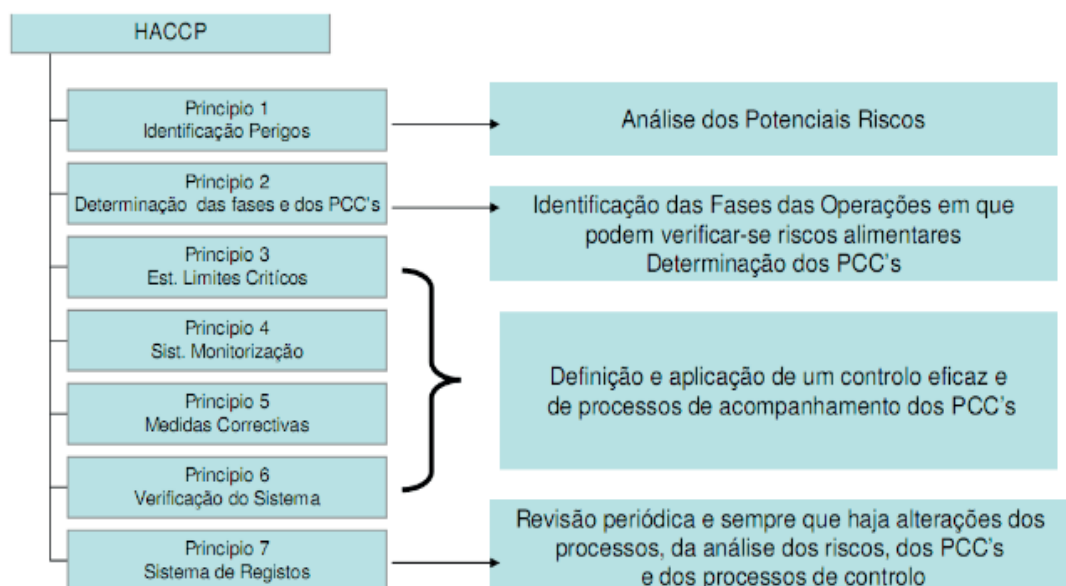 HACCP
Principio 1
Identificação Perigos
Análise dos Potenciais Riscos
Principio 2
Determinação das fases e dos PCC's
Identificação das Fases das Operações em que
podem verificar-se riscos alimentares
Determinação dos PCC's
Principio 3
Est. Limites Critícos
Principio 4
Sist. Monitorização
Principio 5
Medidas Correctivas
Principio 6
Verificação do Sistema
Definição e aplicação de um controlo eficaz e
de processos de acompanhamento dos PCC's
Principio 7
Sistema de Registos
Revisão periódica e sempre que haja alterações dos
processos, da análise dos riscos, dos PCC's
e dos processos de controlo